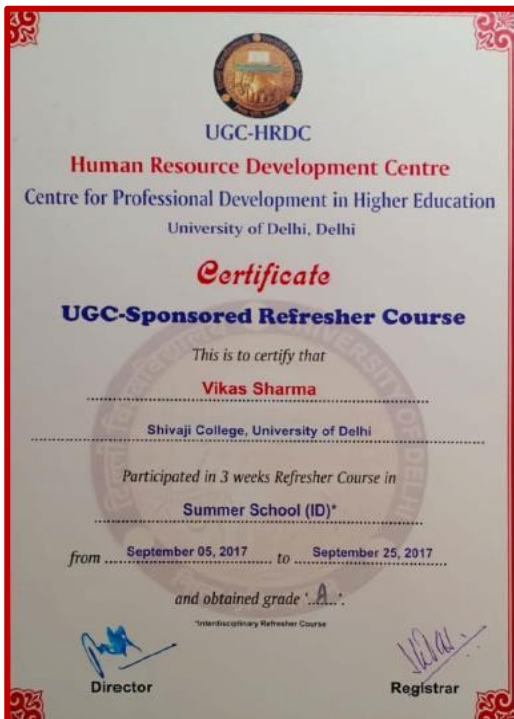 UGC-HRDC
Human Resource Development Centre
Centre for Professional Development in Higher Education
University of Delhi, Delhi
Certificate
UGC-Sponsored Refresher Course
This is to certify that
Vikas Sharma
Shivaji College, University of Delhi
Participated in 3 weeks Refresher Course in
Summer School (ID)*
from September 05, 2017 to September 25, 2017
and obtained grade '..A...'.
*Interdisciplinary Refresher Course
Director Registrar